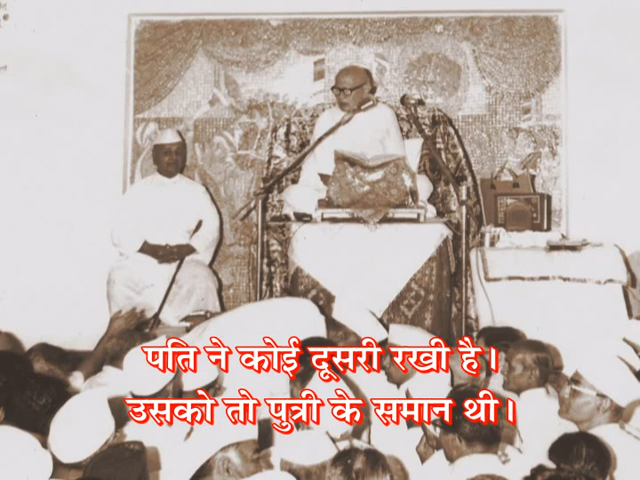 पति ने कोई दूसरी रखी है।
उसको तो पुत्री के समान थी।